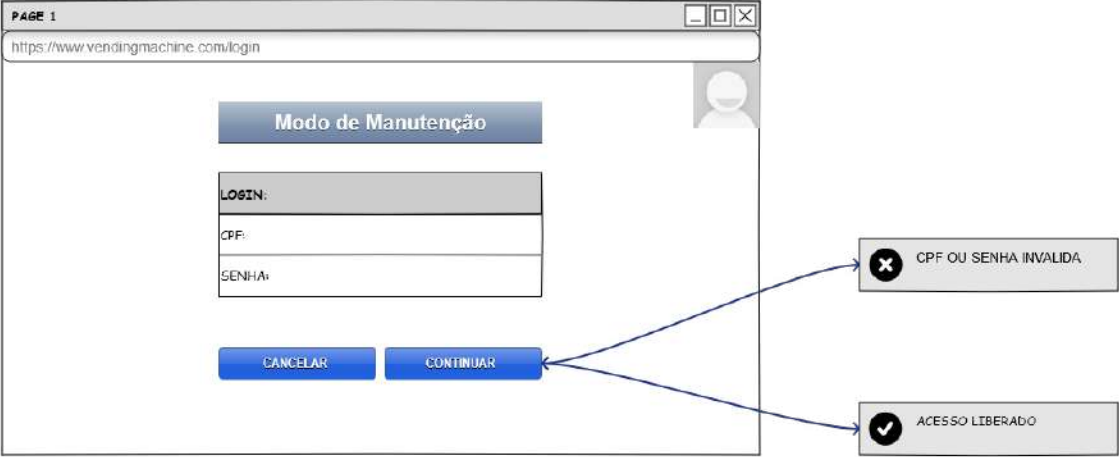 PAGE 1
https://www.vendingmachine.com/login
Modo de Manutenção
LOGIN:
CPF:
SENHA:
CANCELAR
CONTINUAR
CPF OU SENHA INVALIDA
ACESSO LIBERADO